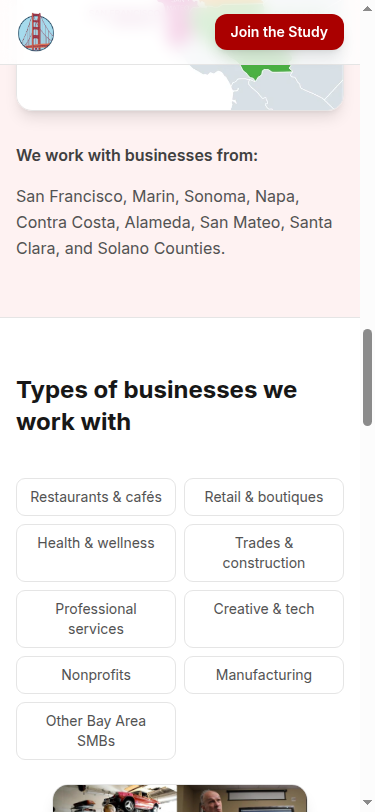 Join the Study
We work with businesses from:
San Francisco, Marin, Sonoma, Napa,
Contra Costa, Alameda, San Mateo, Santa
Clara, and Solano Counties.
Types of businesses we
work with
Restaurants & cafés
Retail & boutiques
Health & wellness
Trades &
construction
Professional
services
Creative & tech
Nonprofits
Manufacturing
Other Bay Area
SMBs